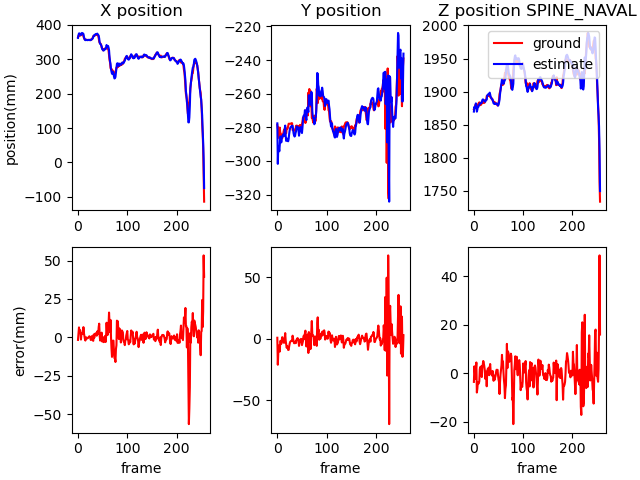 X position
Y position
Z position SPINE_NAVAL
position(mm)
400
300
200
100
0
−100
0 100 200
−220
−240
−260
−280
−300
−320
0 100 200
2000
1950
1900
1850
1800
1750
0 100 200
ground
estimate
error(mm)
50
25
0
−25
−50
0 100 200
frame
50
0
−50
0 100 200
frame
40
20
0
−20
0 100 200
frame